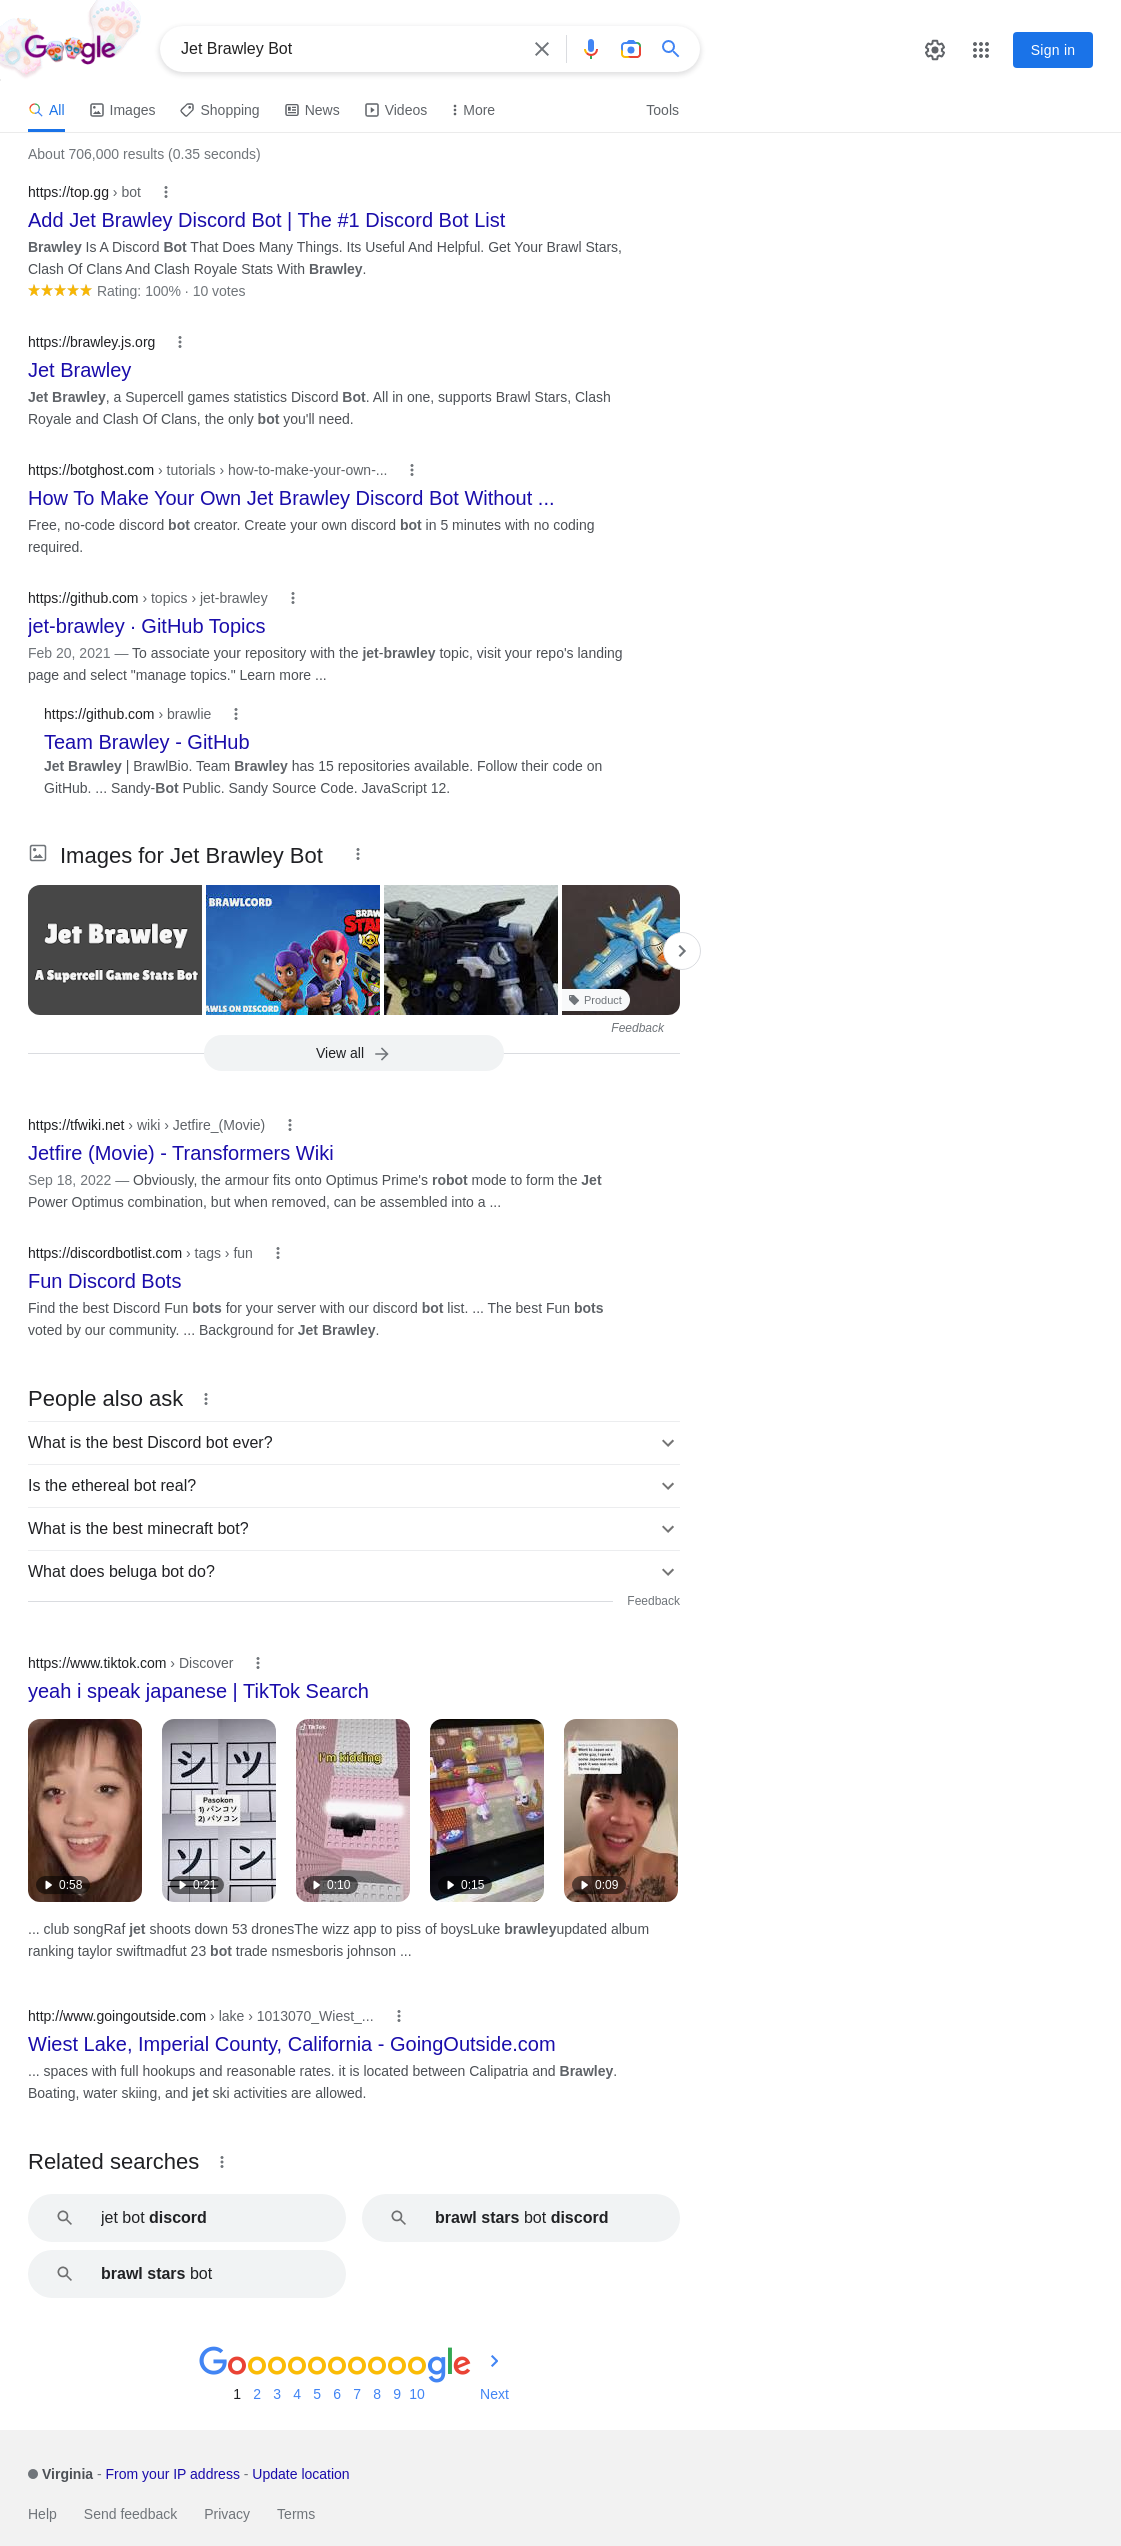 Google
Jet Brawley Bot
Sign in
All
Images
Shopping
News
Videos
More
Tools
About 706,000 results (0.35 seconds)
https://top.gg › bot
Add Jet Brawley Discord Bot | The #1 Discord Bot List
Brawley Is A Discord Bot That Does Many Things. Its Useful And Helpful. Get Your Brawl Stars,
Clash Of Clans And Clash Royale Stats With Brawley.
Rating: 100% · 10 votes
https://brawley.js.org
Jet Brawley
Jet Brawley, a Supercell games statistics Discord Bot. All in one, supports Brawl Stars, Clash
Royale and Clash Of Clans, the only bot you'll need.
https://botghost.com › tutorials › how-to-make-your-own-...
How To Make Your Own Jet Brawley Discord Bot Without ...
Free, no-code discord bot creator. Create your own discord bot in 5 minutes with no coding
required.
https://github.com › topics › jet-brawley
jet-brawley · GitHub Topics
Feb 20, 2021 — To associate your repository with the jet-brawley topic, visit your repo's landing
page and select "manage topics." Learn more ...
https://github.com › brawlie
Team Brawley - GitHub
Jet Brawley | BrawlBio. Team Brawley has 15 repositories available. Follow their code on
GitHub. ... Sandy-Bot Public. Sandy Source Code. JavaScript 12.
Images for Jet Brawley Bot
Jet Brawley
A Supercell Game Stats Bot
BRAWLCORD
BRAW
STA
AWLS ON DISCORD
Product
Feedback
View all
https://tfwiki.net › wiki › Jetfire_(Movie)
Jetfire (Movie) - Transformers Wiki
Sep 18, 2022 — Obviously, the armour fits onto Optimus Prime's robot mode to form the Jet
Power Optimus combination, but when removed, can be assembled into a ...
https://discordbotlist.com › tags › fun
Fun Discord Bots
Find the best Discord Fun bots for your server with our discord bot list. ... The best Fun bots
voted by our community. ... Background for Jet Brawley.
People also ask
What is the best Discord bot ever?
Is the ethereal bot real?
What is the best minecraft bot?
What does beluga bot do?
Feedback
https://www.tiktok.com › Discover
yeah i speak japanese | TikTok Search
0:58
シ ツ
Pasokon
1) パンコソ
2) パソコン
ソ ン
0:21
TikTok
I'm kidding
0:10
0:15
0:09
... club songRaf jet shoots down 53 dronesThe wizz app to piss of boysLuke brawleyupdated album
ranking taylor swiftmadfut 23 bot trade nsmesboris johnson ...
http://www.goingoutside.com › lake › 1013070_Wiest_...
Wiest Lake, Imperial County, California - GoingOutside.com
... spaces with full hookups and reasonable rates. it is located between Calipatria and Brawley.
Boating, water skiing, and jet ski activities are allowed.
Related searches
jet bot discord
brawl stars bot discord
brawl stars bot
Goooooooooogle
1 2 3 4 5 6 7 8 9 10 Next
Virginia - From your IP address - Update location
Help Send feedback Privacy Terms